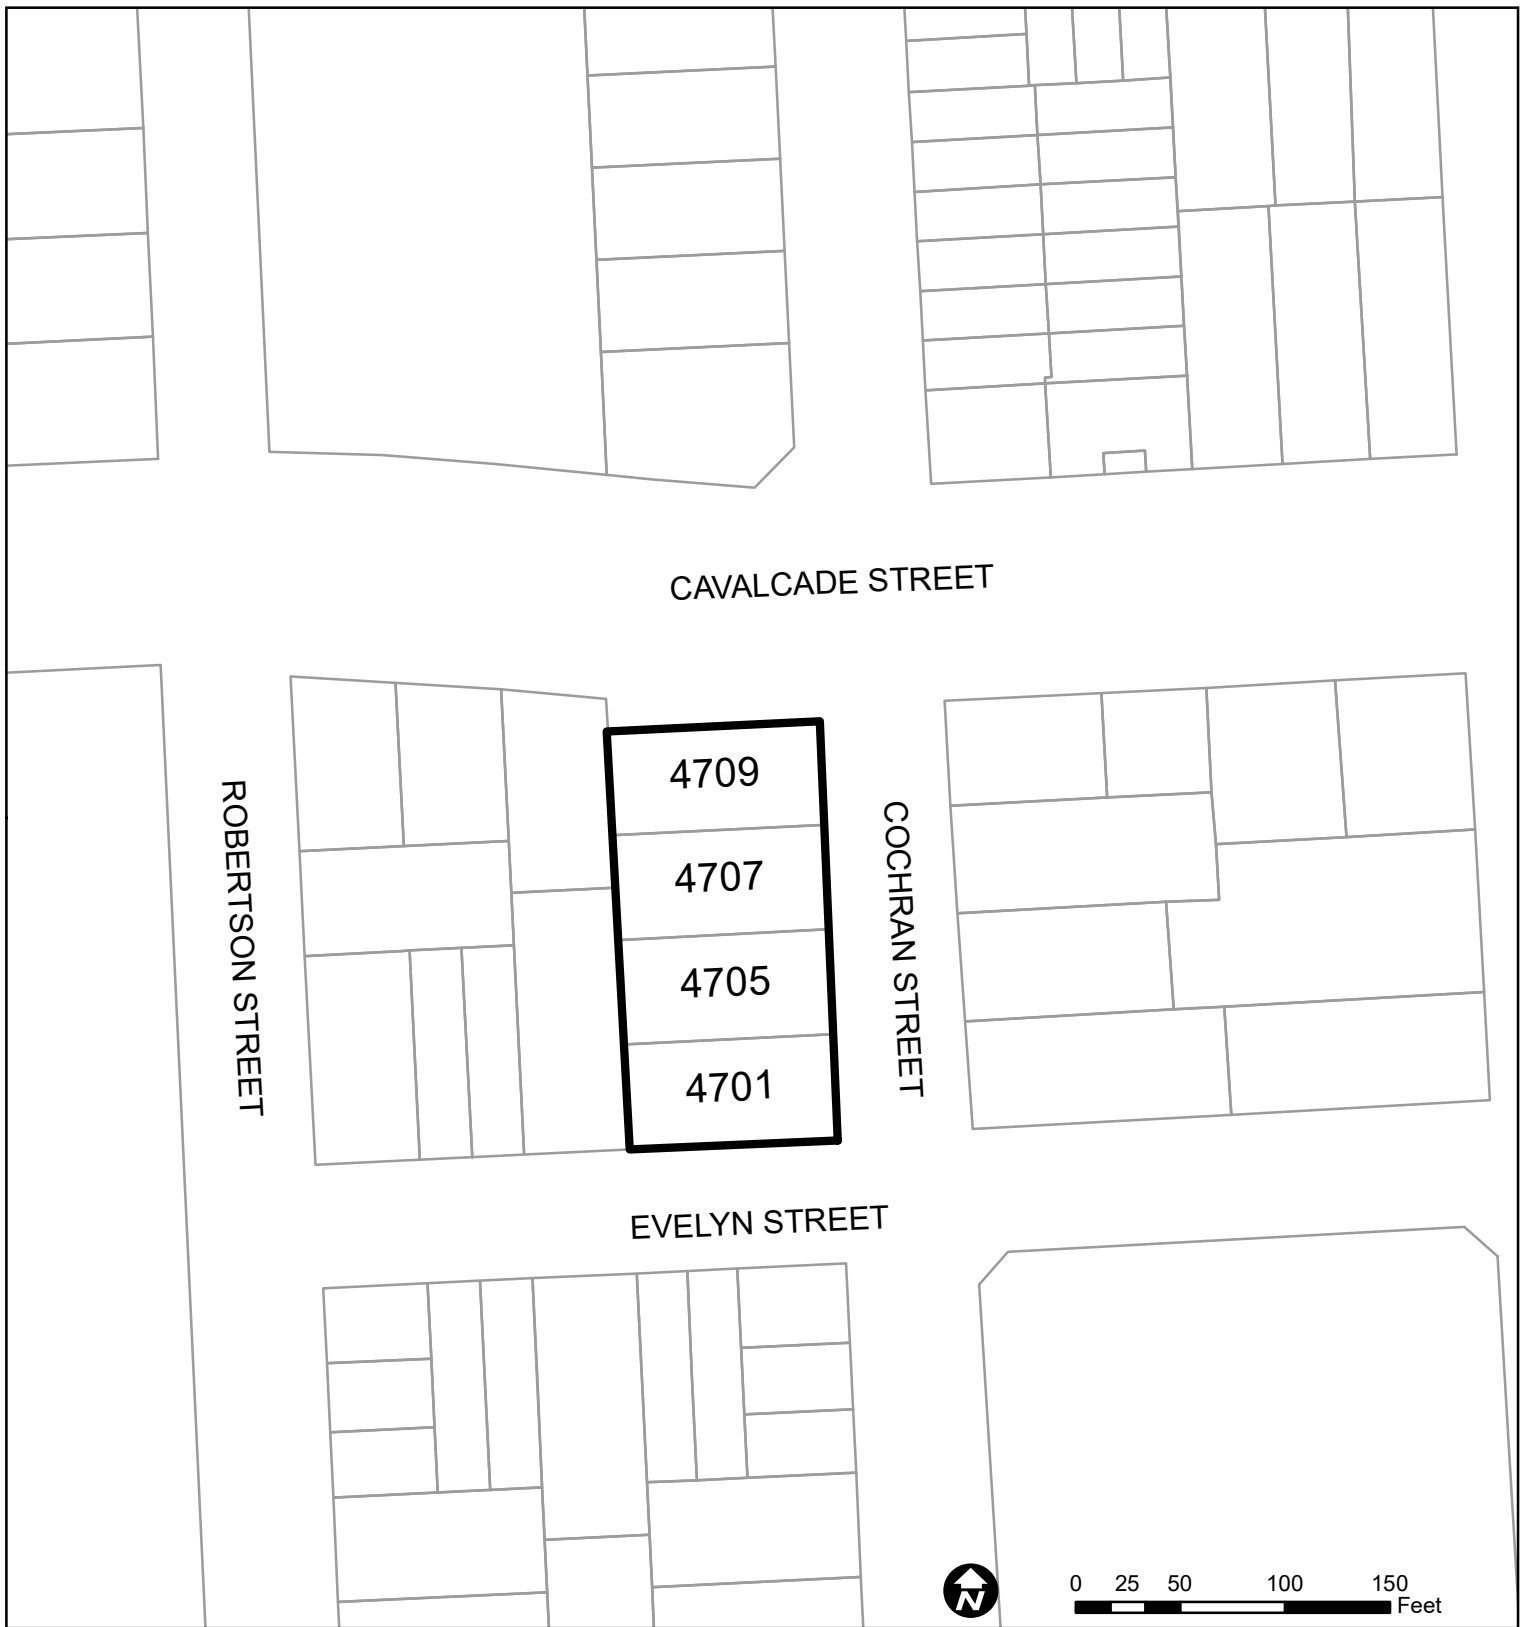 CAVALCADE STREET
4709
ROBERTSON STREET
COCHRAN STREET
4707
4705
4701
EVELYN STREET
N
0 25 50 100 150
Feet